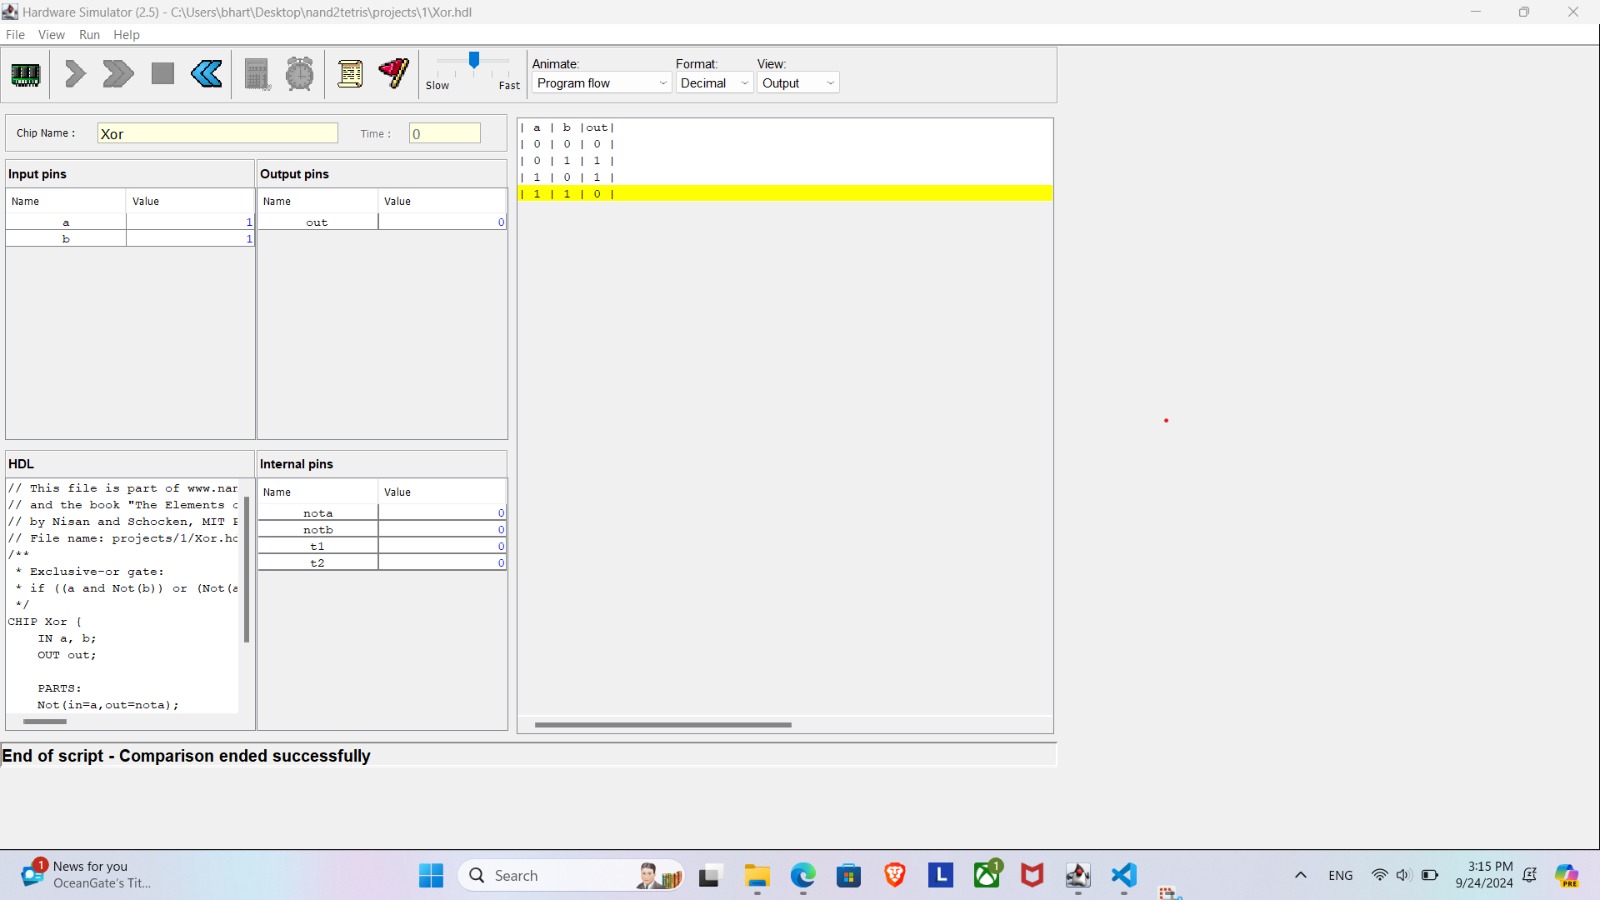 Hardware Simulator (2.5) - C:\Users\bhart\Desktop\nand2tetris\projects\1\Xor.hdl
File View Run Help
Slow Fast
Animate: Format: View:
Program flow Decimal Output
Chip Name : Xor Time : 0
Input pins
Name Value
a 1
b 1
Output pins
Name Value
out 0
HDL
// This file is part of www.nar
// and the book "The Elements c
// by Nisan and Schocken, MIT P
// File name: projects/1/Xor.hd
/**
* Exclusive-or gate:
* if ((a and Not(b)) or (Not(a
*/
CHIP Xor {
IN a, b;
OUT out;
PARTS:
Not(in=a,out=nota);
Internal pins
Name Value
nota 0
notb 0
t1 0
t2 0
| a | b |out|
| 0 | 0 | 0 |
| 0 | 1 | 1 |
| 1 | 0 | 1 |
| 1 | 1 | 0 |
End of script - Comparison ended successfully
1 News for you
OceanGate's Tit...
Search
L
1
ENG
3:15 PM
9/24/2024
PRE